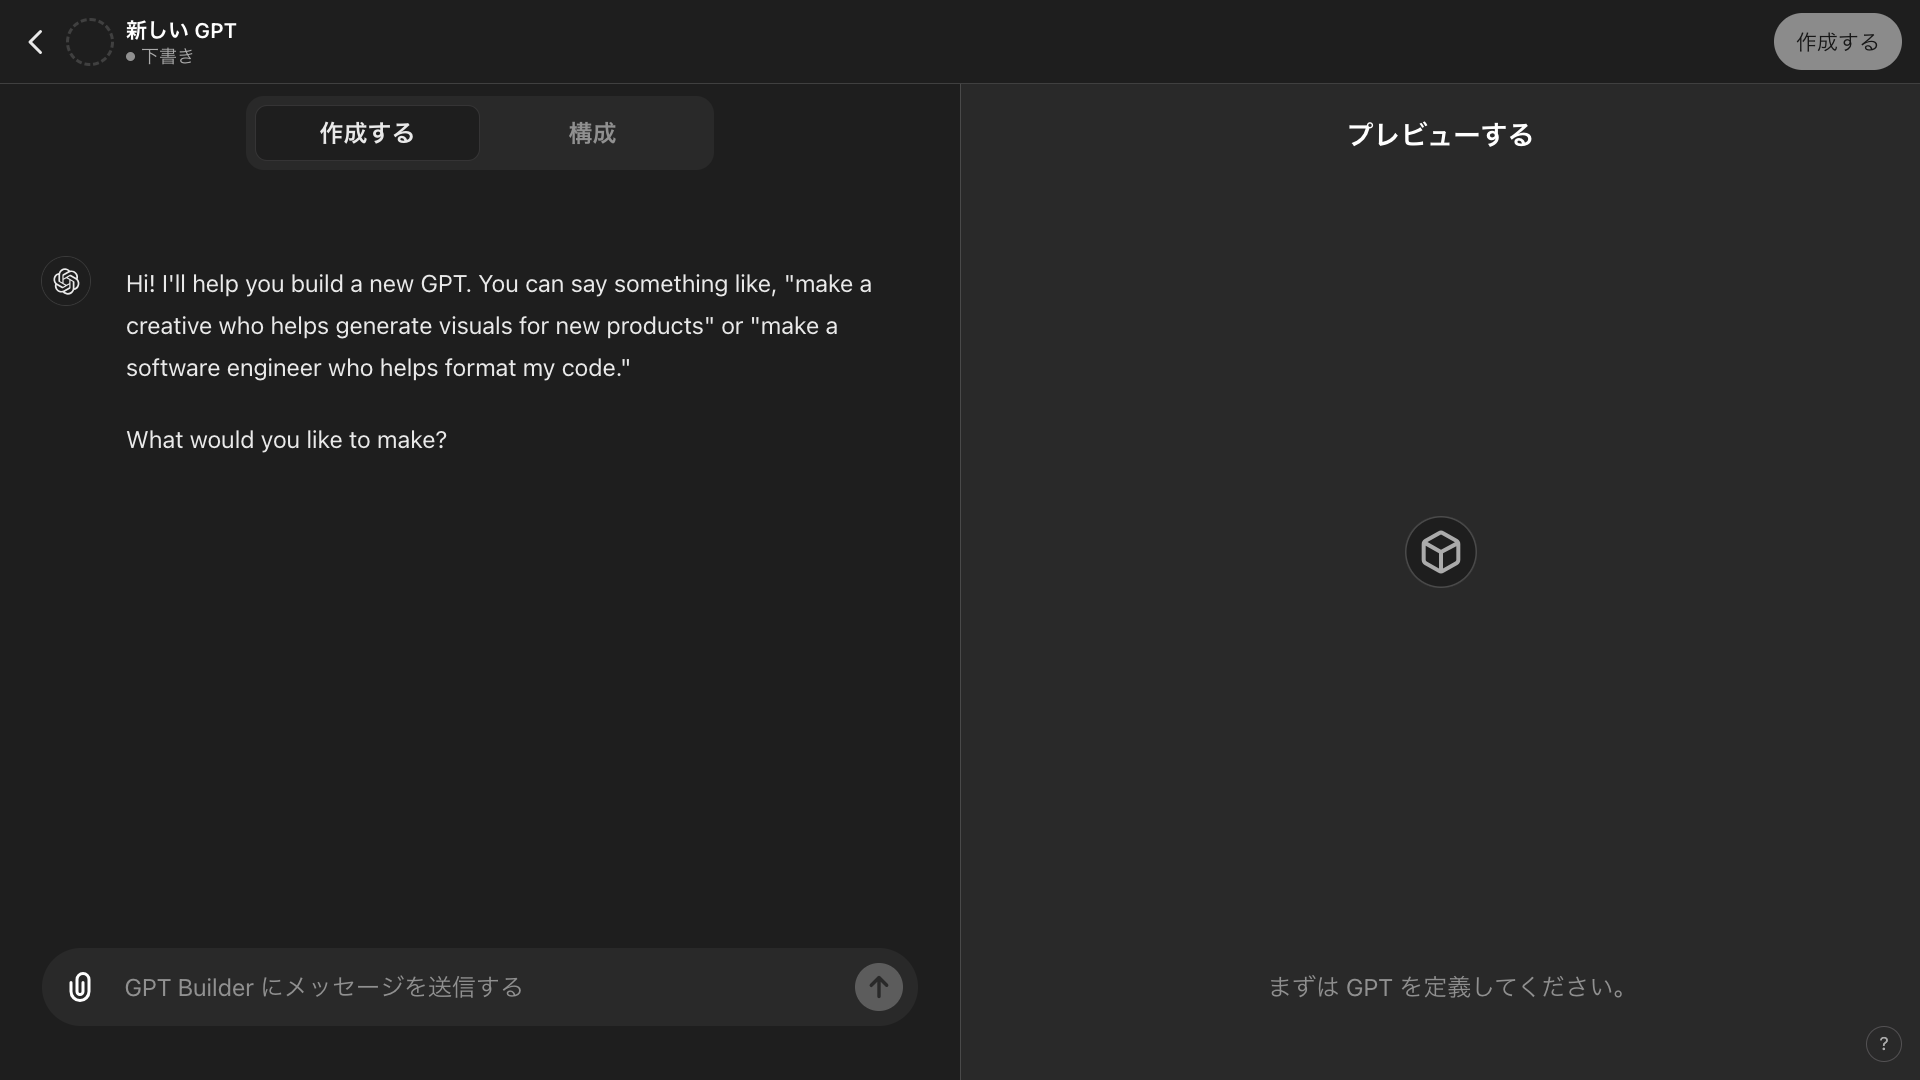 新しい GPT
下書き
作成する
作成する
構成
プレビューする
Hi! I'll help you build a new GPT. You can say something like, "make a
creative who helps generate visuals for new products" or "make a
software engineer who helps format my code."
What would you like to make?
GPT Builder にメッセージを送信する
まずは GPT を定義してください。
?